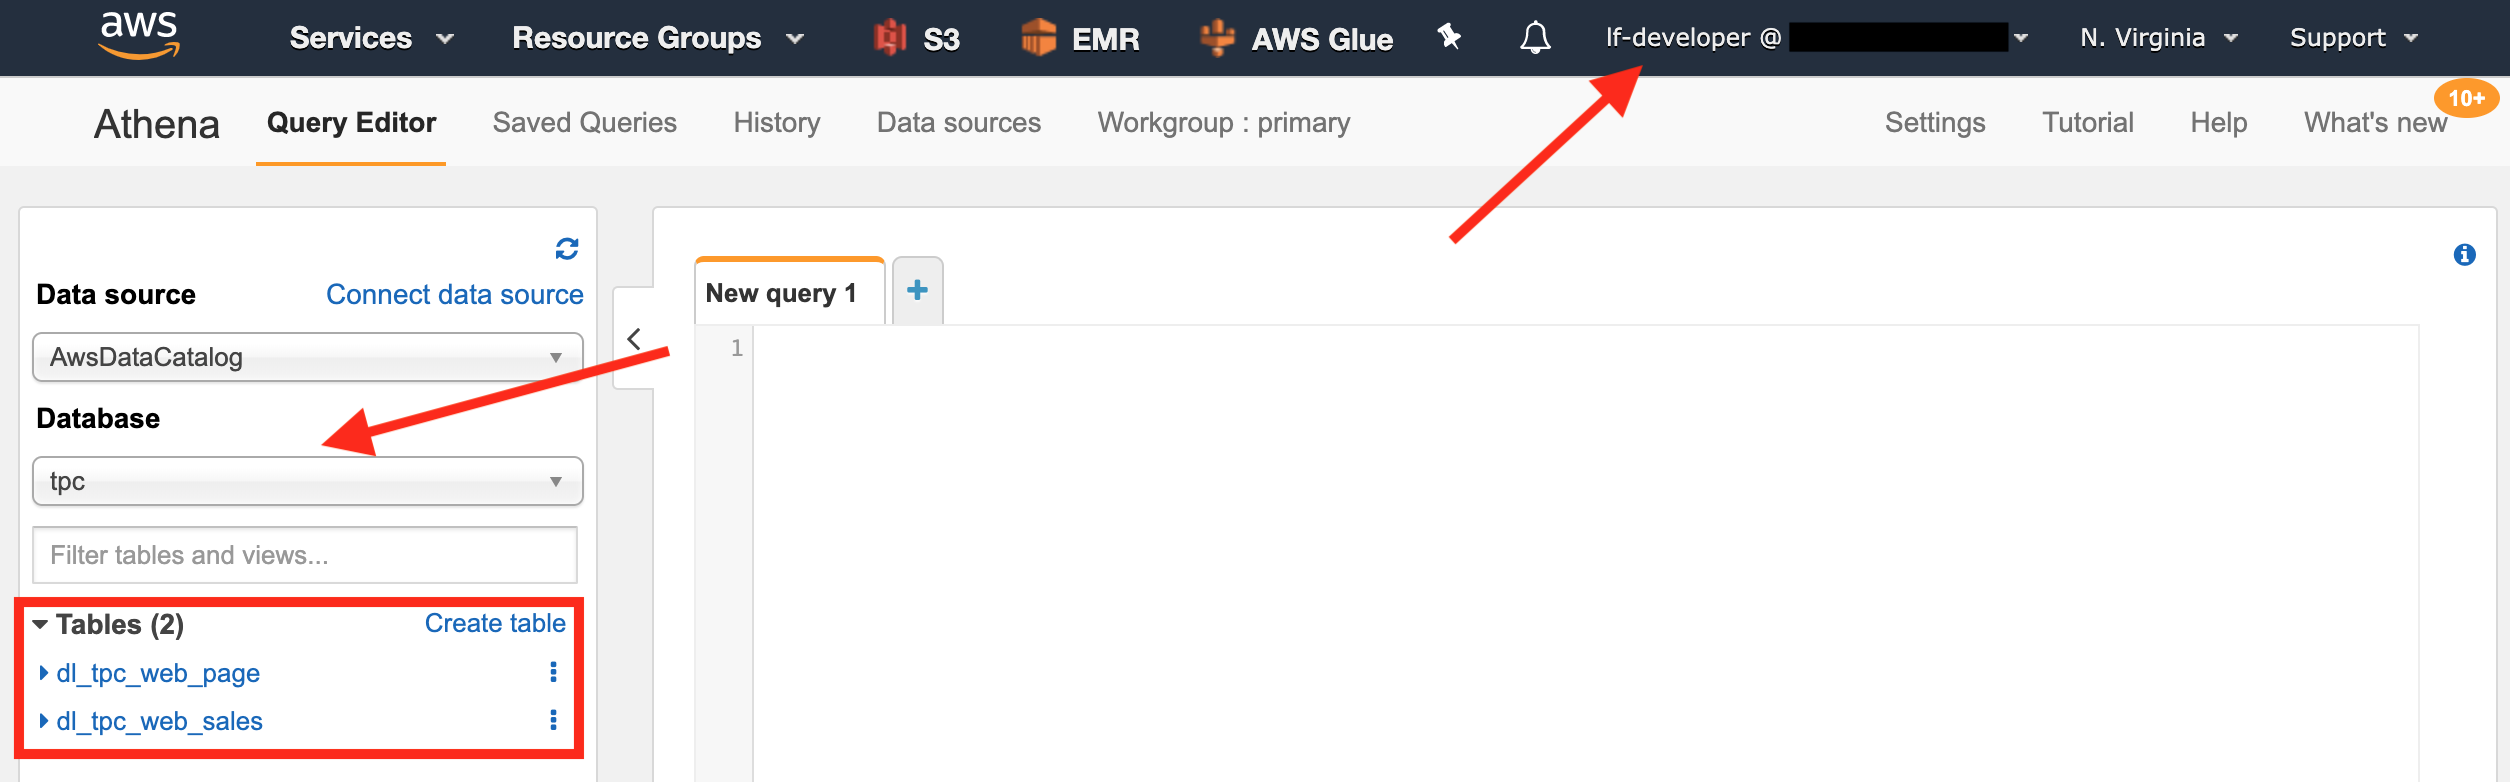 aws Services Resource Groups S3 EMR AWS Glue lf-developer @ N. Virginia Support
Athena Query Editor Saved Queries History Data sources Workgroup : primary Settings Tutorial Help What's new 10+
Data source Connect data source
AwsDataCatalog
Database
tpc
Filter tables and views...
Tables (2) Create table
dl_tpc_web_page
dl_tpc_web_sales
New query 1
1